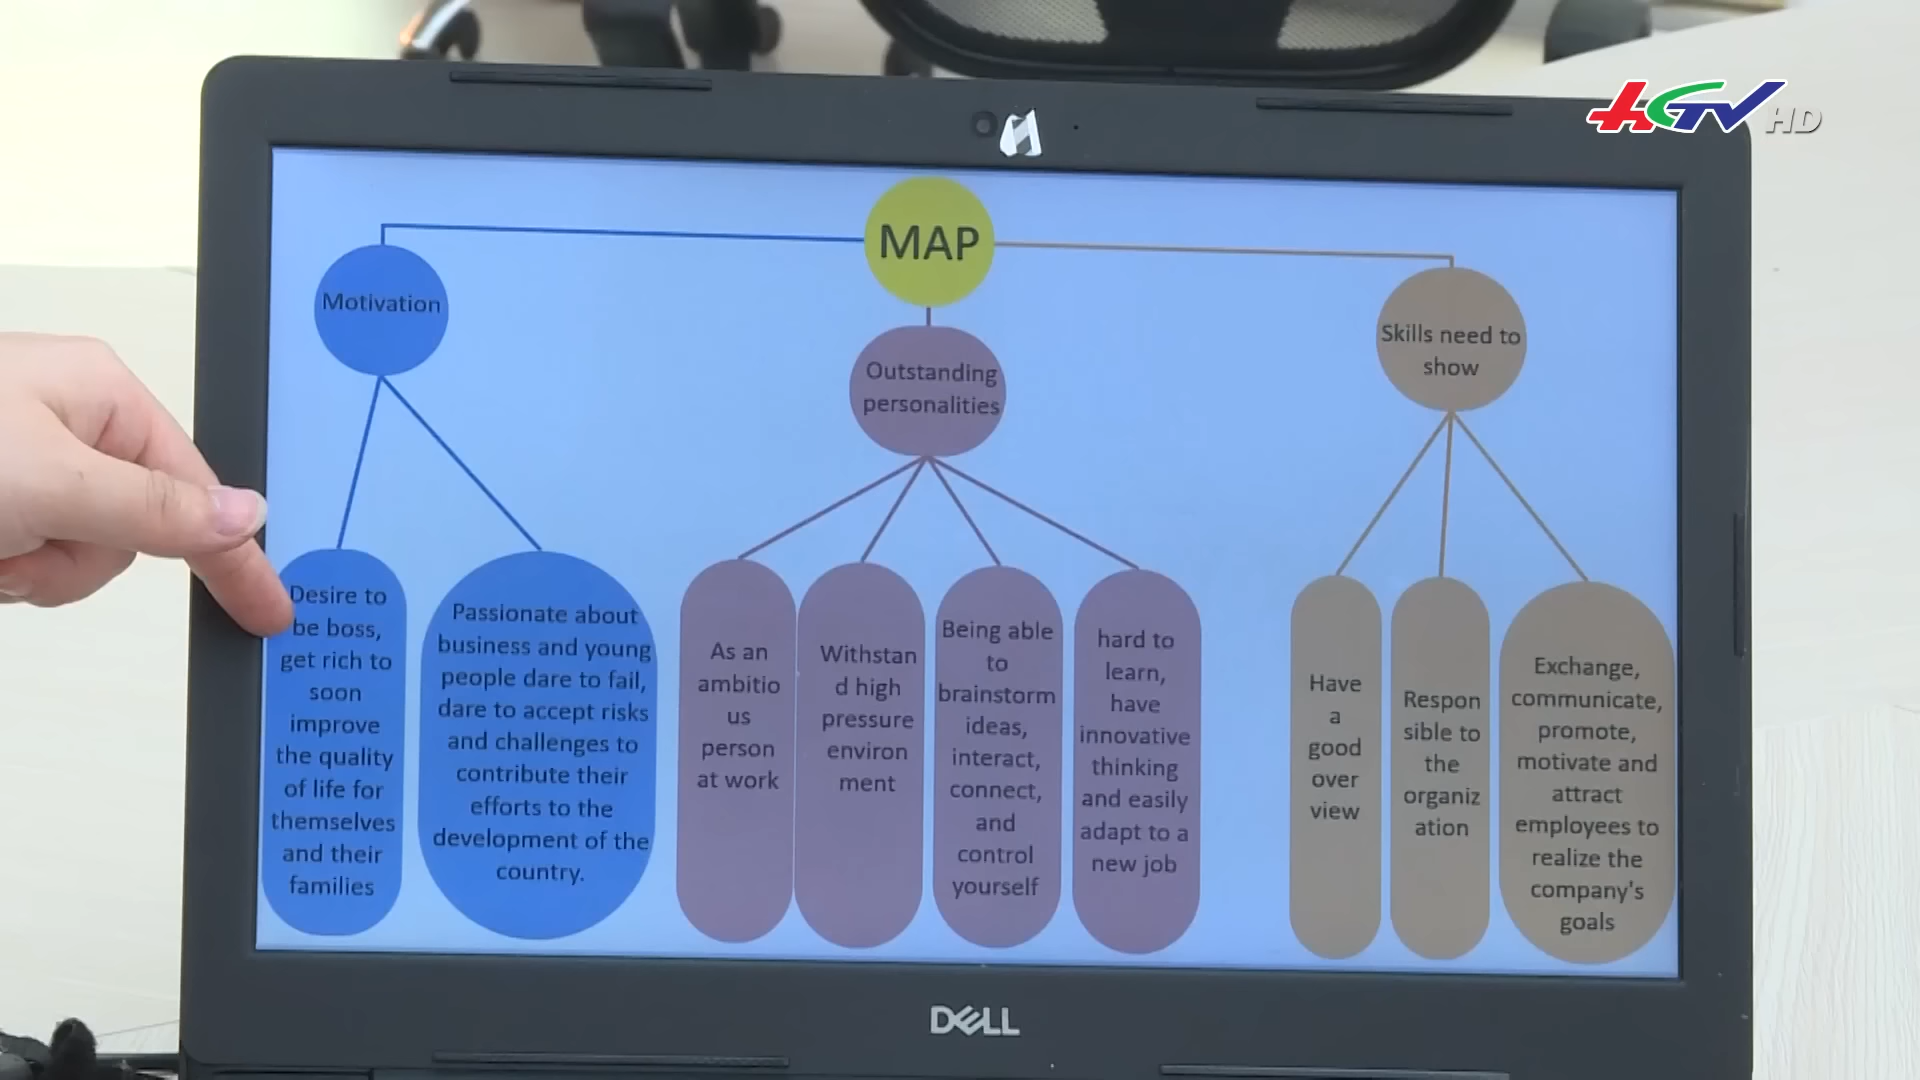 HGTV HD
MAP
Motivation
Desire to
be boss,
get rich to
soon
improve
the quality
of life for
themselves
and their
families
Passionate about
business and young
people dare to fail,
dare to accept risks
and challenges to
contribute their
efforts to the
development of the
country.
Outstanding
personalities
As an
ambitio
us
person
at work
Withstan
d high
pressure
environ
ment
Being able
to
brainstorm
ideas,
interact,
connect,
and
control
yourself
hard to
learn,
have
innovative
thinking
and easily
adapt to a
new job
Skills need to
show
Have
a
good
over
view
Respon
sible to
the
organiz
ation
Exchange,
communicate,
promote,
motivate and
attract
employees to
realize the
company's
goals
DELL